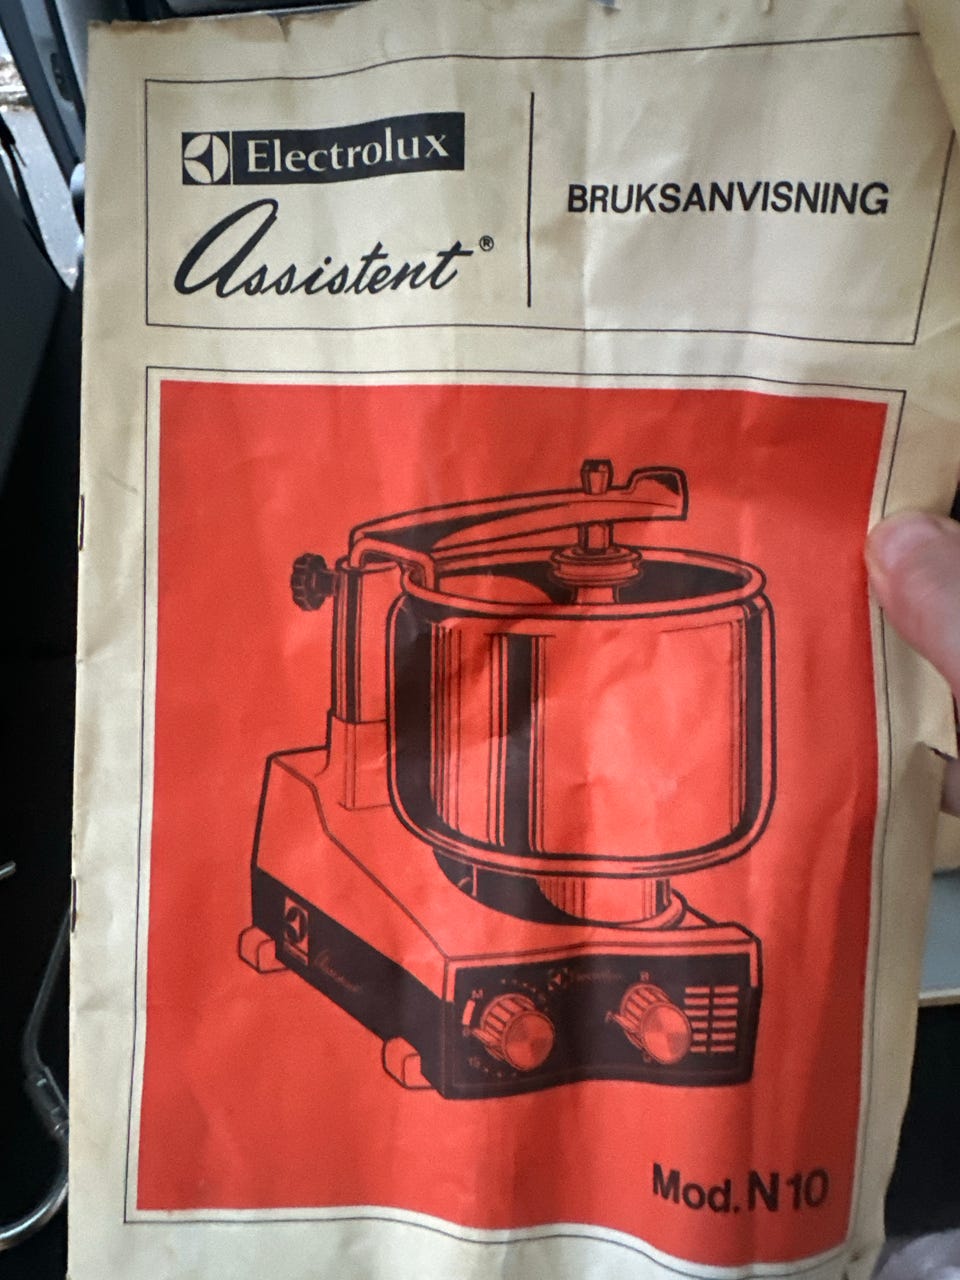 Electrolux
Assistent®
BRUKSANVISNING
M
B
Mod. N10